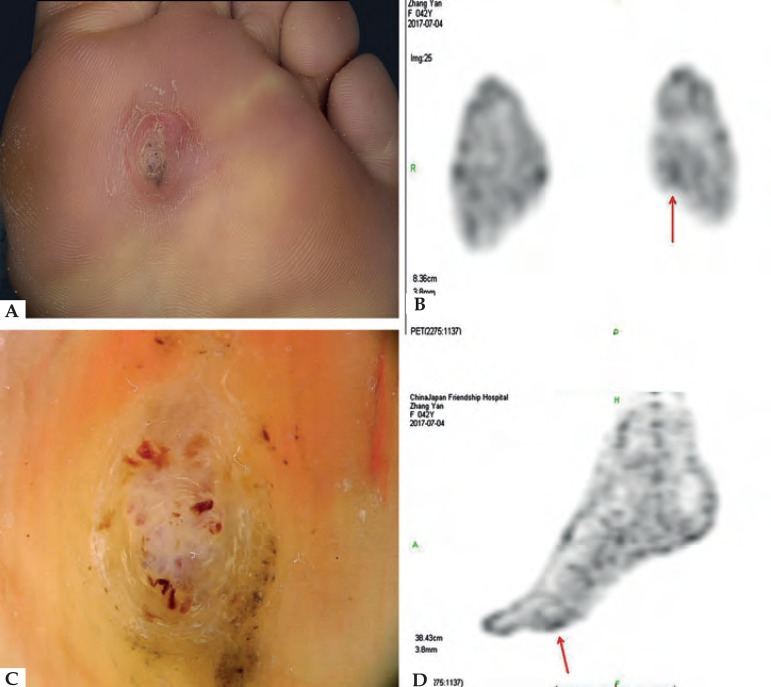 Zhang Yan
F 042Y
2017-07-04
Img:25
R
8.36cm
3.8mm
A
B
PET(2275:1137)
P
ChinaJapan Friendship Hospital
Zhang Yan
F 042Y
2017-07-04
H
A
38.43cm
3.8mm
C
D
275:1137)
F